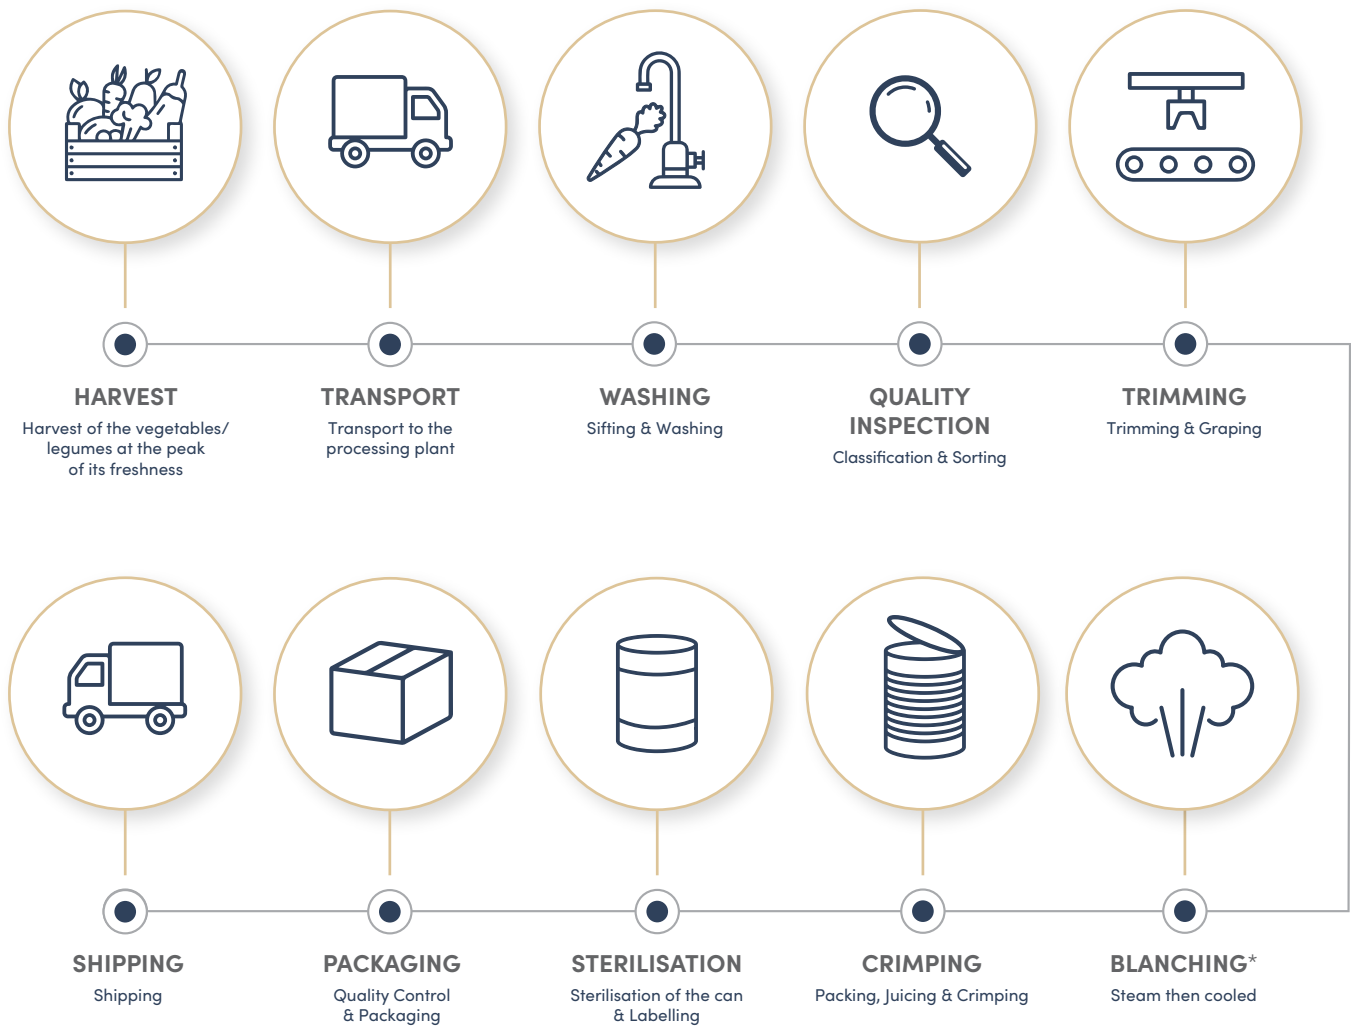 HARVEST
Harvest of the vegetables/
legumes at the peak
of its freshness
TRANSPORT
Transport to the
processing plant
WASHING
Sifting & Washing
QUALITY
INSPECTION
Classification & Sorting
TRIMMING
Trimming & Graping
SHIPPING
Shipping
PACKAGING
Quality Control
& Packaging
STERILISATION
Sterilisation of the can
& Labelling
CRIMPING
Packing, Juicing & Crimping
BLANCHING*
Steam then cooled